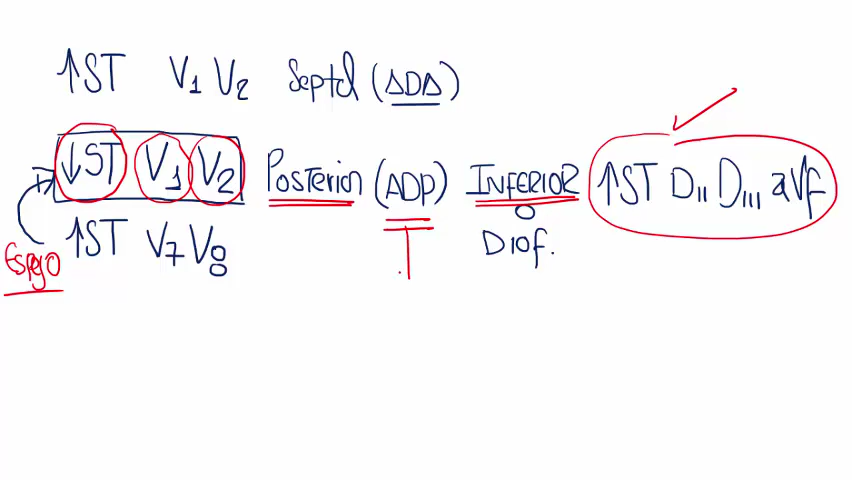 ↑ST V1 V2 Septal (ΔDΔ)
↓ST V1 V2 Posterior (ADP) INFERIOR ↑ST DII DIII aVF
↑ST V7 V8 o
Espejo Diaf.